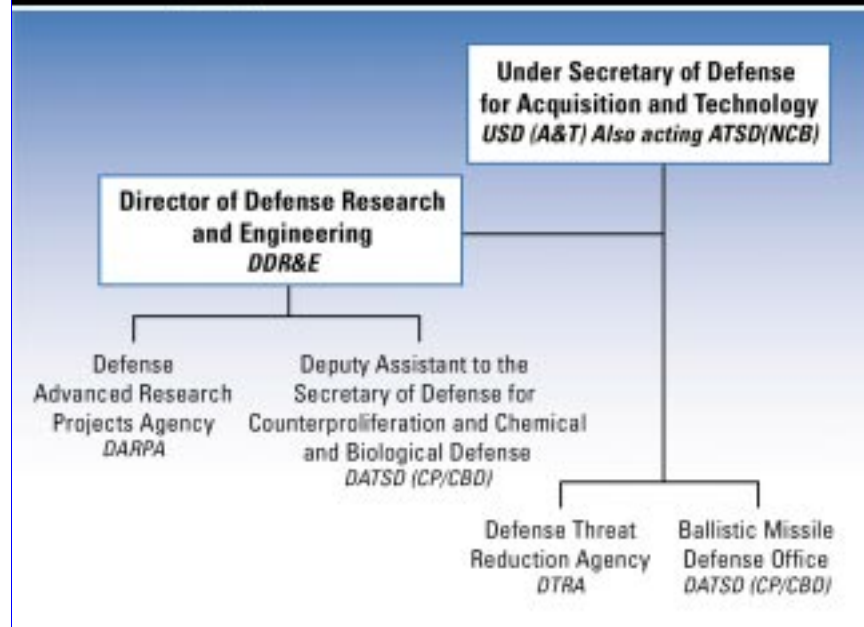 Under Secretary of Defense
for Acquisition and Technology
USD (A&T) Also acting ATSD(NCB)
Director of Defense Research
and Engineering
DDR&E
Defense
Advanced Research
Projects Agency
DARPA
Deputy Assistant to the
Secretary of Defense for
Counterproliferation and Chemical
and Biological Defense
DATSD (CP/CBD)
Defense Threat
Reduction Agency
DTRA
Ballistic Missile
Defense Office
DATSD (CP/CBD)